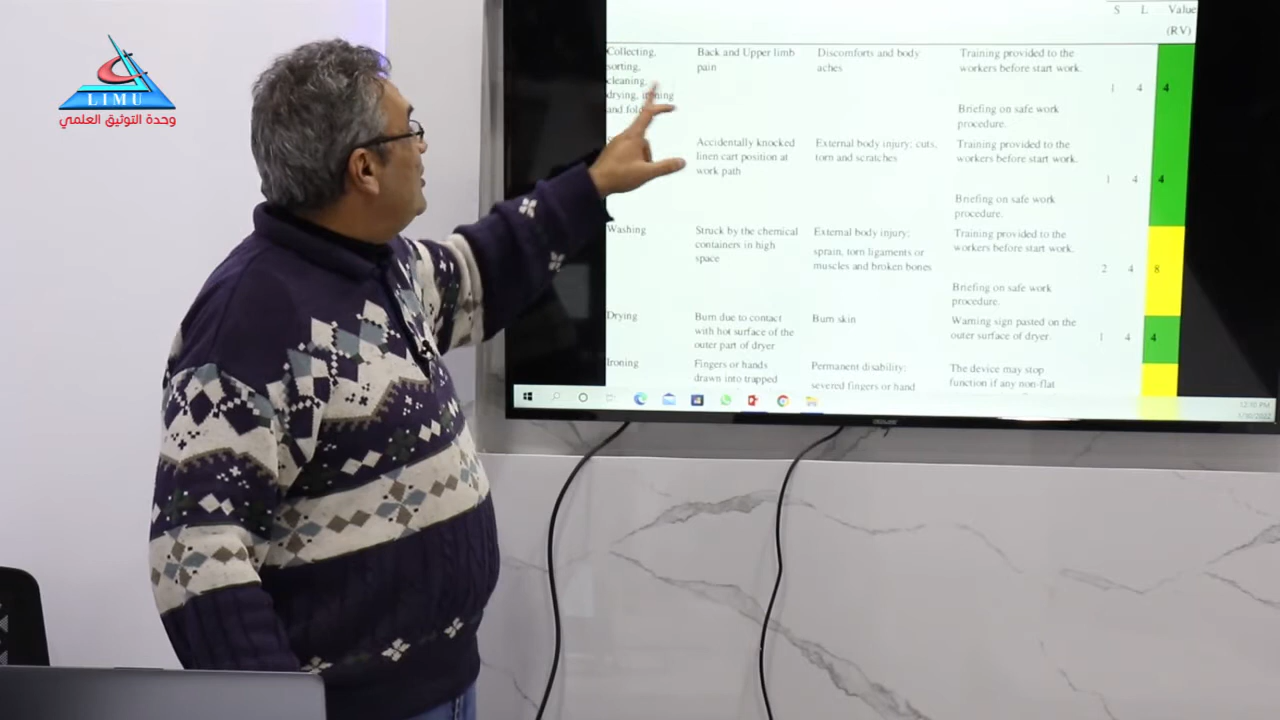 LIMU
وحدة التوثيق العلمي
S L Value
(RV)
Collecting, Back and Upper limb Discomforts and body Training provided to the
sorting, pain aches workers before start work.
cleaning, 1 4 4
drying,
and Briefing on safe work
procedure.
Accidentally knocked External body injury; cuts, Training provided to the
linen cart position at torn and scratches workers before start work.
work path
1 4 4
Briefing on safe work
procedure.
Washing Struck by the chemical External body injury; Training provided to the
containers in high sprain, torn ligaments or workers before start work.
space muscles and broken bones
2 4 8
Briefing on safe work
procedure.
Drying Burn due to contact Burn skin Warning sign pasted on the
with hot surface of the outer surface of dryer.
outer part of dryer 1 4 4
Ironing Fingers or hands Permanent disability; The device may stop
drawn into trapped severed fingers or hand function if any non-flat
12:10 PM